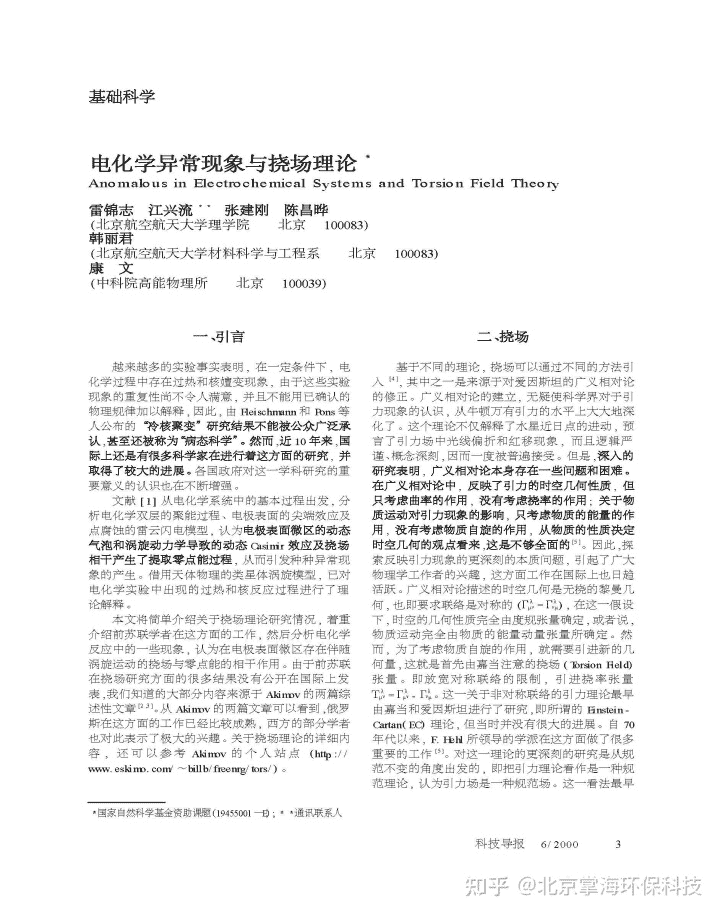 基础科学
电化学异常现象与挠场理论 *
Anomalous in Electrochemical Systems and Torsion Field Theory
雷锦志 江兴流 * * 张建刚 陈昌晔
(北京航空航天大学理学院 北京 100083)
韩丽君
(北京航空航天大学材料科学与工程系 北京 100083)
康 文
(中科院高能物理所 北京 100039)
一、引言
越来越多的实验事实表明，在一定条件下，电
化学过程中存在过热和核嬗变现象，由于这些实验
现象的重复性尚不令人满意，并且不能用已确认的
物理规律加以解释，因此，由 Fleischmann 和 Pons 等
人公布的“冷核聚变”研究结果不能被公众广泛承
认，甚至还被称为“病态科学”。然而，近 10 年来，国
际上还是有很多科学家在进行着这方面的研究，并
取得了较大的进展。各国政府对这一学科研究的重
要意义的认识也在不断增强。
文献 [1] 从电化学系统中的基本过程出发，分
析电化学双层的聚能过程、电极表面的尖端效应及
点腐蚀的雷云闪电模型，认为电极表面微区的动态
气泡和涡旋动力学导致的动态 Casimir 效应及挠场
相干产生了提取零点能过程，从而引发种种异常现
象的产生。借用天体物理的类星体涡旋模型，已对
电化学实验中出现的过热和核反应过程进行了理
论解释。
本文将简单介绍关于挠场理论研究情况，着重
介绍前苏联学者在这方面的工作，然后分析电化学
反应中的一些现象，认为在电极表面微区存在伴随
涡旋运动的挠场与零点能的相干作用。由于前苏联
在挠场研究方面的很多结果没有公开在国际上发
表，我们知道的大部分内容来源于 Akimov 的两篇综
述性文章[2 3]。从 Akimov 的两篇文章可以看到，俄罗
斯在这方面的工作已经比较成熟，西方的部分学者
也对此表示了极大的兴趣。关于挠场理论的详细内
容，还可以参考 Akimov 的个人站点 (http://
www.eskimo.com/～billb/freenrg/tors/)。
*国家自然科学基金资助课题(19455001—E)；* *通讯联系人
二、挠场
基于不同的理论，挠场可以通过不同的方法引
入[4]，其中之一是来源于对爱因斯坦的广义相对论
的修正。广义相对论的建立，无疑使科学界对于引
力现象的认识，从牛顿万有引力的水平上大大地深
化了。这个理论不仅解释了水星近日点的进动，预
言了引力场中光线偏折和红移现象，而且逻辑严
谨、概念深刻，因而一度被普遍接受。但是，深入的
研究表明，广义相对论本身存在一些问题和困难。
在广义相对论中，反映了引力的时空几何性质，但
只考虑曲率的作用，没有考虑挠率的作用；关于物
质运动对引力现象的影响，只考虑物质的能量的作
用，没有考虑物质自旋的作用，从物质的性质决定
时空几何的观点看来，这是不够全面的[5]。因此，探
索反映引力现象的更深刻的本质问题，引起了广大
物理学工作者的兴趣，这方面工作在国际上也日趋
活跃。广义相对论描述的时空几何是无挠的黎曼几
何，也即要求联络是对称的，在这一假设
下，时空的几何性质完全由度规张量确定，或者说，
物质运动完全由物质的能量动量张量所确定。然
而，为了考虑物质自旋的作用，就需要引进新的几
何量，这就是首先由嘉当注意的挠场 (Torsion Field)
张量。即放宽对称联络的限制，引进挠率张量
这一关于非对称联络的引力理论最早
由嘉当和爱因斯坦进行了研究，即所谓的 Einstein-
Cartan(EC) 理论，但当时并没有很大的进展。自 70
年代以来，F. Hehl 所领导的学派在这方面做了很多
重要的工作[5]。对这一理论的更深刻的研究是从规
范不变的角度出发的，即把引力理论看作是一种规
范理论，认为引力场是一种规范场。这一看法最早
科技导报 6/2000 3
知乎 @北京掌海环保科技